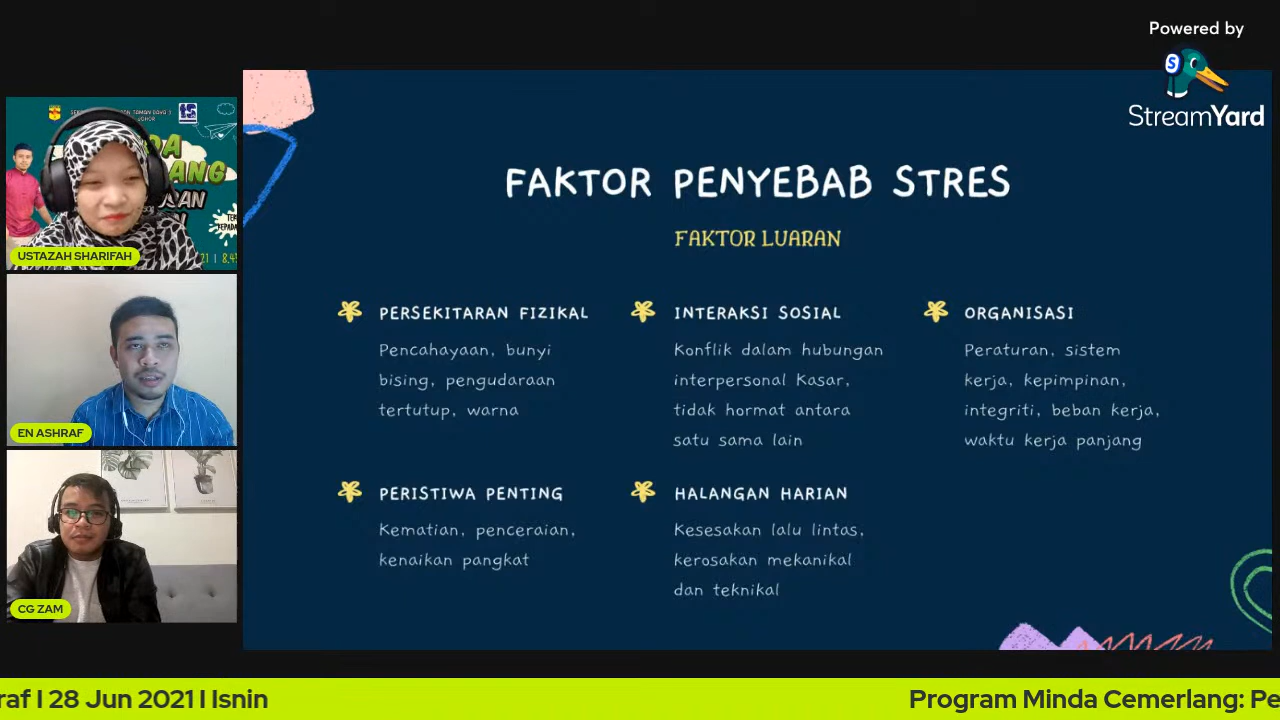 Powered by
StreamYard
USTAZAH SHARIFAH
EN ASHRAF
CG ZAM
FAKTOR PENYEBAB STRES
FAKTOR LUARAN
PERSEKITARAN FIZIKAL
Pencahayaan, bunyi
bising, pengudaraan
tertutup, warna
INTERAKSI SOSIAL
Konflik dalam hubungan
interpersonal Kasar,
tidak hormat antara
satu sama lain
ORGANISASI
Peraturan, sistem
kerja, kepimpinan,
integriti, beban kerja,
waktu kerja panjang
PERISTIWA PENTING
Kematian, penceraian,
kenaikan pangkat
HALANGAN HARIAN
Kesesakan lalu lintas,
kerosakan mekanikal
dan teknikal
raf I 28 Jun 2021 I Isnin
Program Minda Cemerlang: Pe